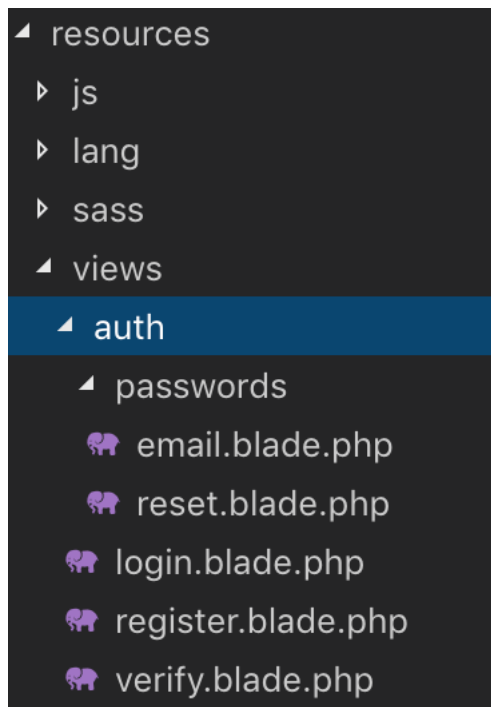 resources
js
lang
sass
views
auth
passwords
email.blade.php
reset.blade.php
login.blade.php
register.blade.php
verify.blade.php